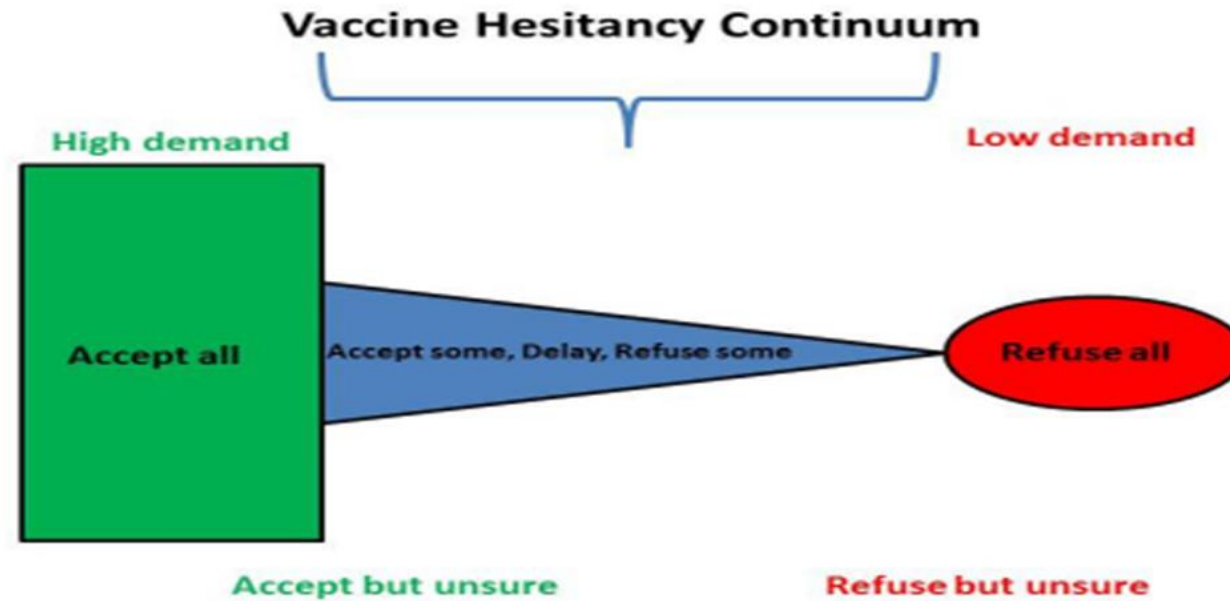 Vaccine Hesitancy Continuum
High demand
Low demand
Accept all
Accept some, Delay, Refuse some
Refuse all
Accept but unsure
Refuse but unsure